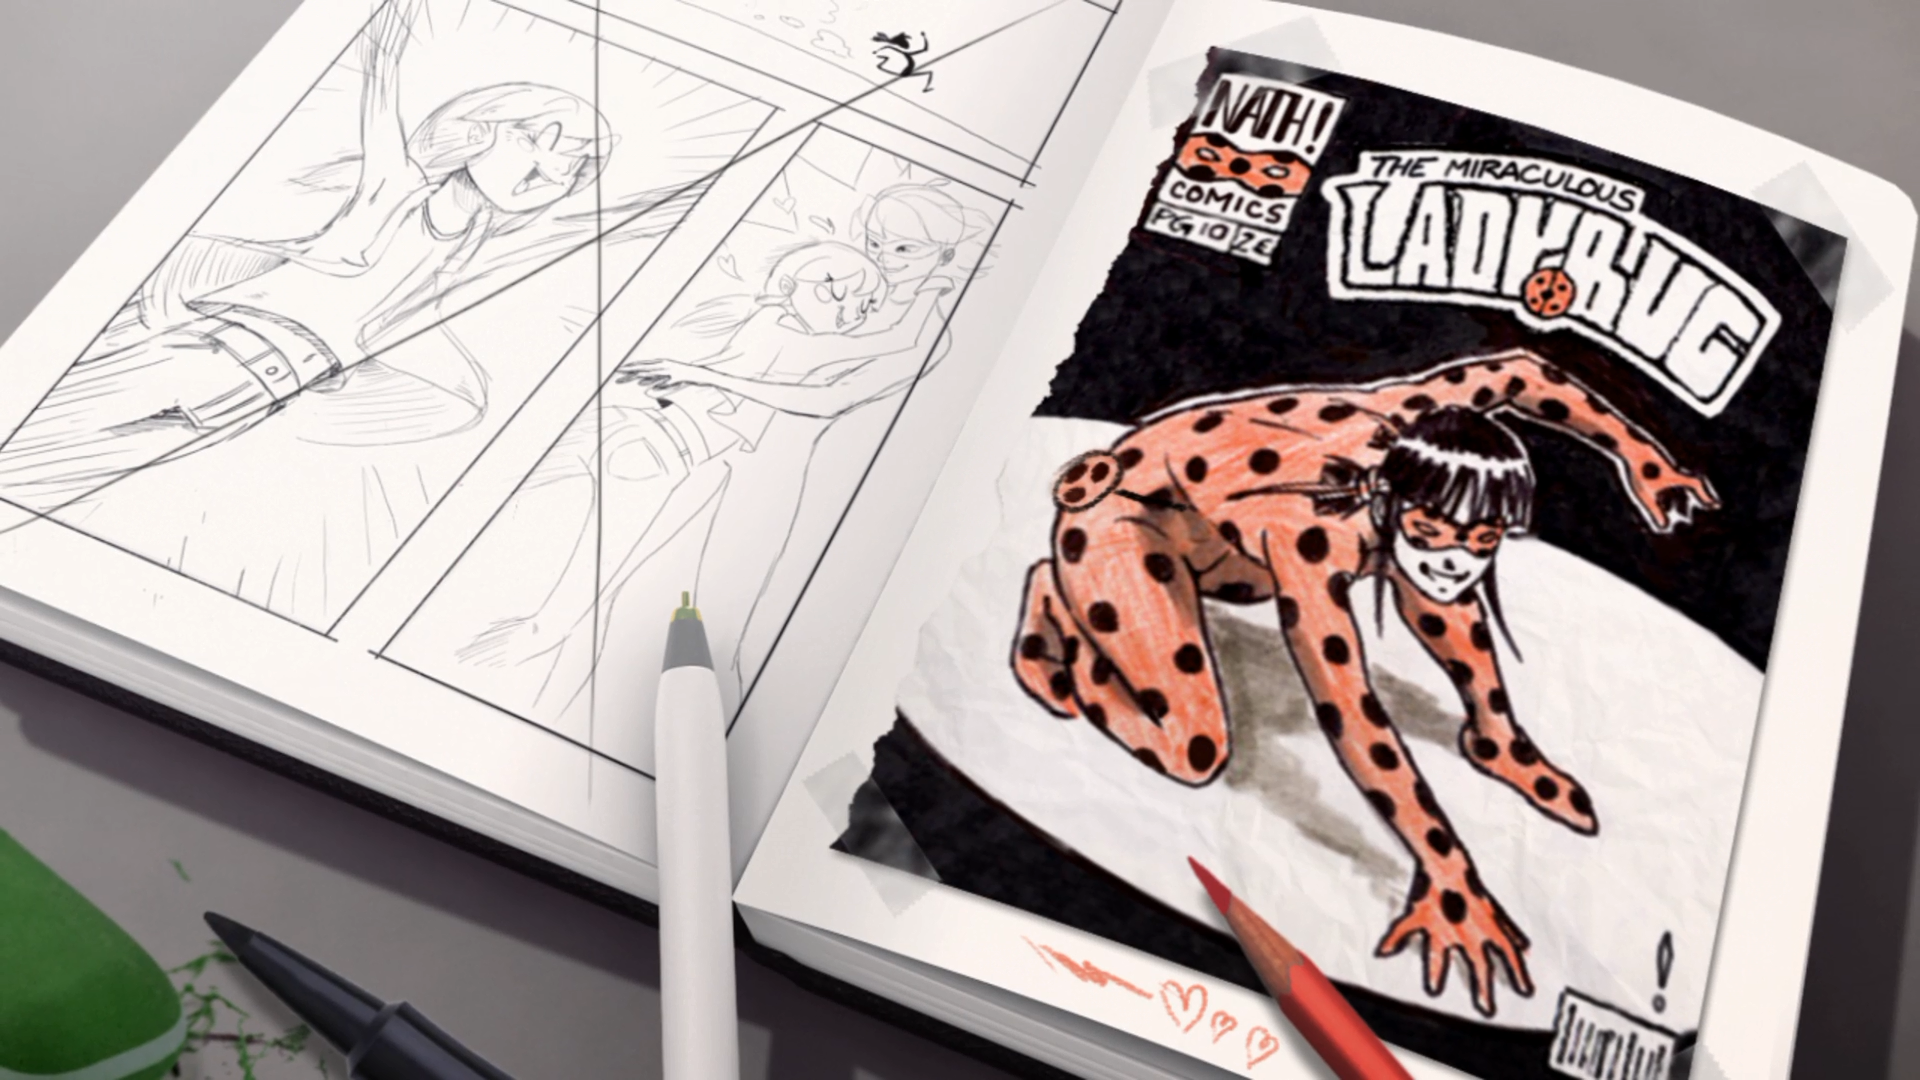 NATH!
COMICS
PG 10 2€
THE MIRACULOUS
LADYBUG
!